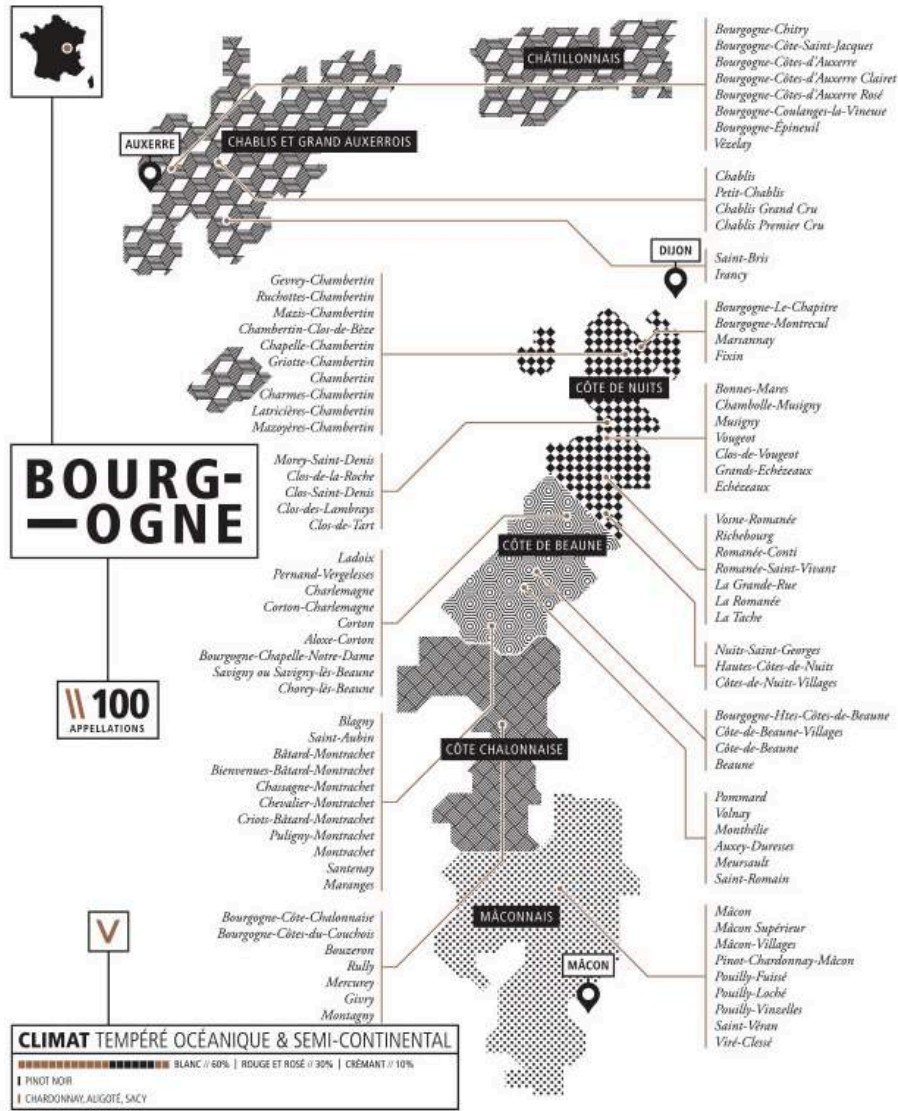 BOURG-
OGNE
\\ 100
APPELLATIONS
CHÂTILLONNAIS
AUXERRE
CHABLIS ET GRAND AUXERROIS
Bourgogne-Chitry
Bourgogne-Côte-Saint-Jacques
Bourgogne-Côtes-d'Auxerre
Bourgogne-Côtes-d'Auxerre Clairet
Bourgogne-Côtes-d'Auxerre Rosé
Bourgogne-Coulanges-la-Vineuse
Bourgogne-Épineuil
Vézelay
Chablis
Petit-Chablis
Chablis Grand Cru
Chablis Premier Cru
Saint-Bris
Irancy
DIJON
Gevrey-Chambertin
Ruchottes-Chambertin
Mazis-Chambertin
Chambertin-Clos-de-Bèze
Chapelle-Chambertin
Griotte-Chambertin
Chambertin
Charmes-Chambertin
Latricières-Chambertin
Mazoyères-Chambertin
Bourgogne-Le-Chapitre
Bourgogne-Montrecul
Marsannay
Fixin
CÔTE DE NUITS
Bonnes-Mares
Chambolle-Musigny
Musigny
Vougeot
Clos-de-Vougeot
Grands-Echézeaux
Echézeaux
Morey-Saint-Denis
Clos-de-la-Roche
Clos-Saint-Denis
Clos-des-Lambrays
Clos-de-Tart
Vosne-Romanée
Richebourg
Romanée-Conti
Romanée-Saint-Vivant
La Grande-Rue
La Romanée
La Tache
CÔTE DE BEAUNE
Ladoix
Pernand-Vergelesses
Charlemagne
Corton-Charlemagne
Corton
Aloxe-Corton
Bourgogne-Chapelle-Notre-Dame
Savigny ou Savigny-lès-Beaune
Chorey-lès-Beaune
Nuits-Saint-Georges
Hautes-Côtes-de-Nuits
Côtes-de-Nuits-Villages
Bourgogne-Htes-Côtes-de-Beaune
Côte-de-Beaune-Villages
Côte-de-Beaune
Beaune
Blagny
Saint-Aubin
Bâtard-Montrachet
Bienvenues-Bâtard-Montrachet
Chassagne-Montrachet
Chevalier-Montrachet
Criots-Bâtard-Montrachet
Puligny-Montrachet
Montrachet
Santenay
Maranges
CÔTE CHALONNAISE
Pommard
Volnay
Monthélie
Auxey-Duresses
Meursault
Saint-Romain
Bourgogne-Côte-Chalonnaise
Bourgogne-Côtes-du-Couchois
Bouzeron
Rully
Mercurey
Givry
Montagny
MÂCONNAIS
MÂCON
Mâcon
Mâcon Supérieur
Mâcon-Villages
Pinot-Chardonnay-Mâcon
Pouilly-Fuissé
Pouilly-Loché
Pouilly-Vinzelles
Saint-Véran
Viré-Clessé
V
CLIMAT TEMPÉRÉ OCÉANIQUE & SEMI-CONTINENTAL
BLANC // 60% | ROUGE ET ROSÉ // 30% | CRÉMANT // 10%
PINOT NOIR
CHARDONNAY, ALIGOTÉ, SACY